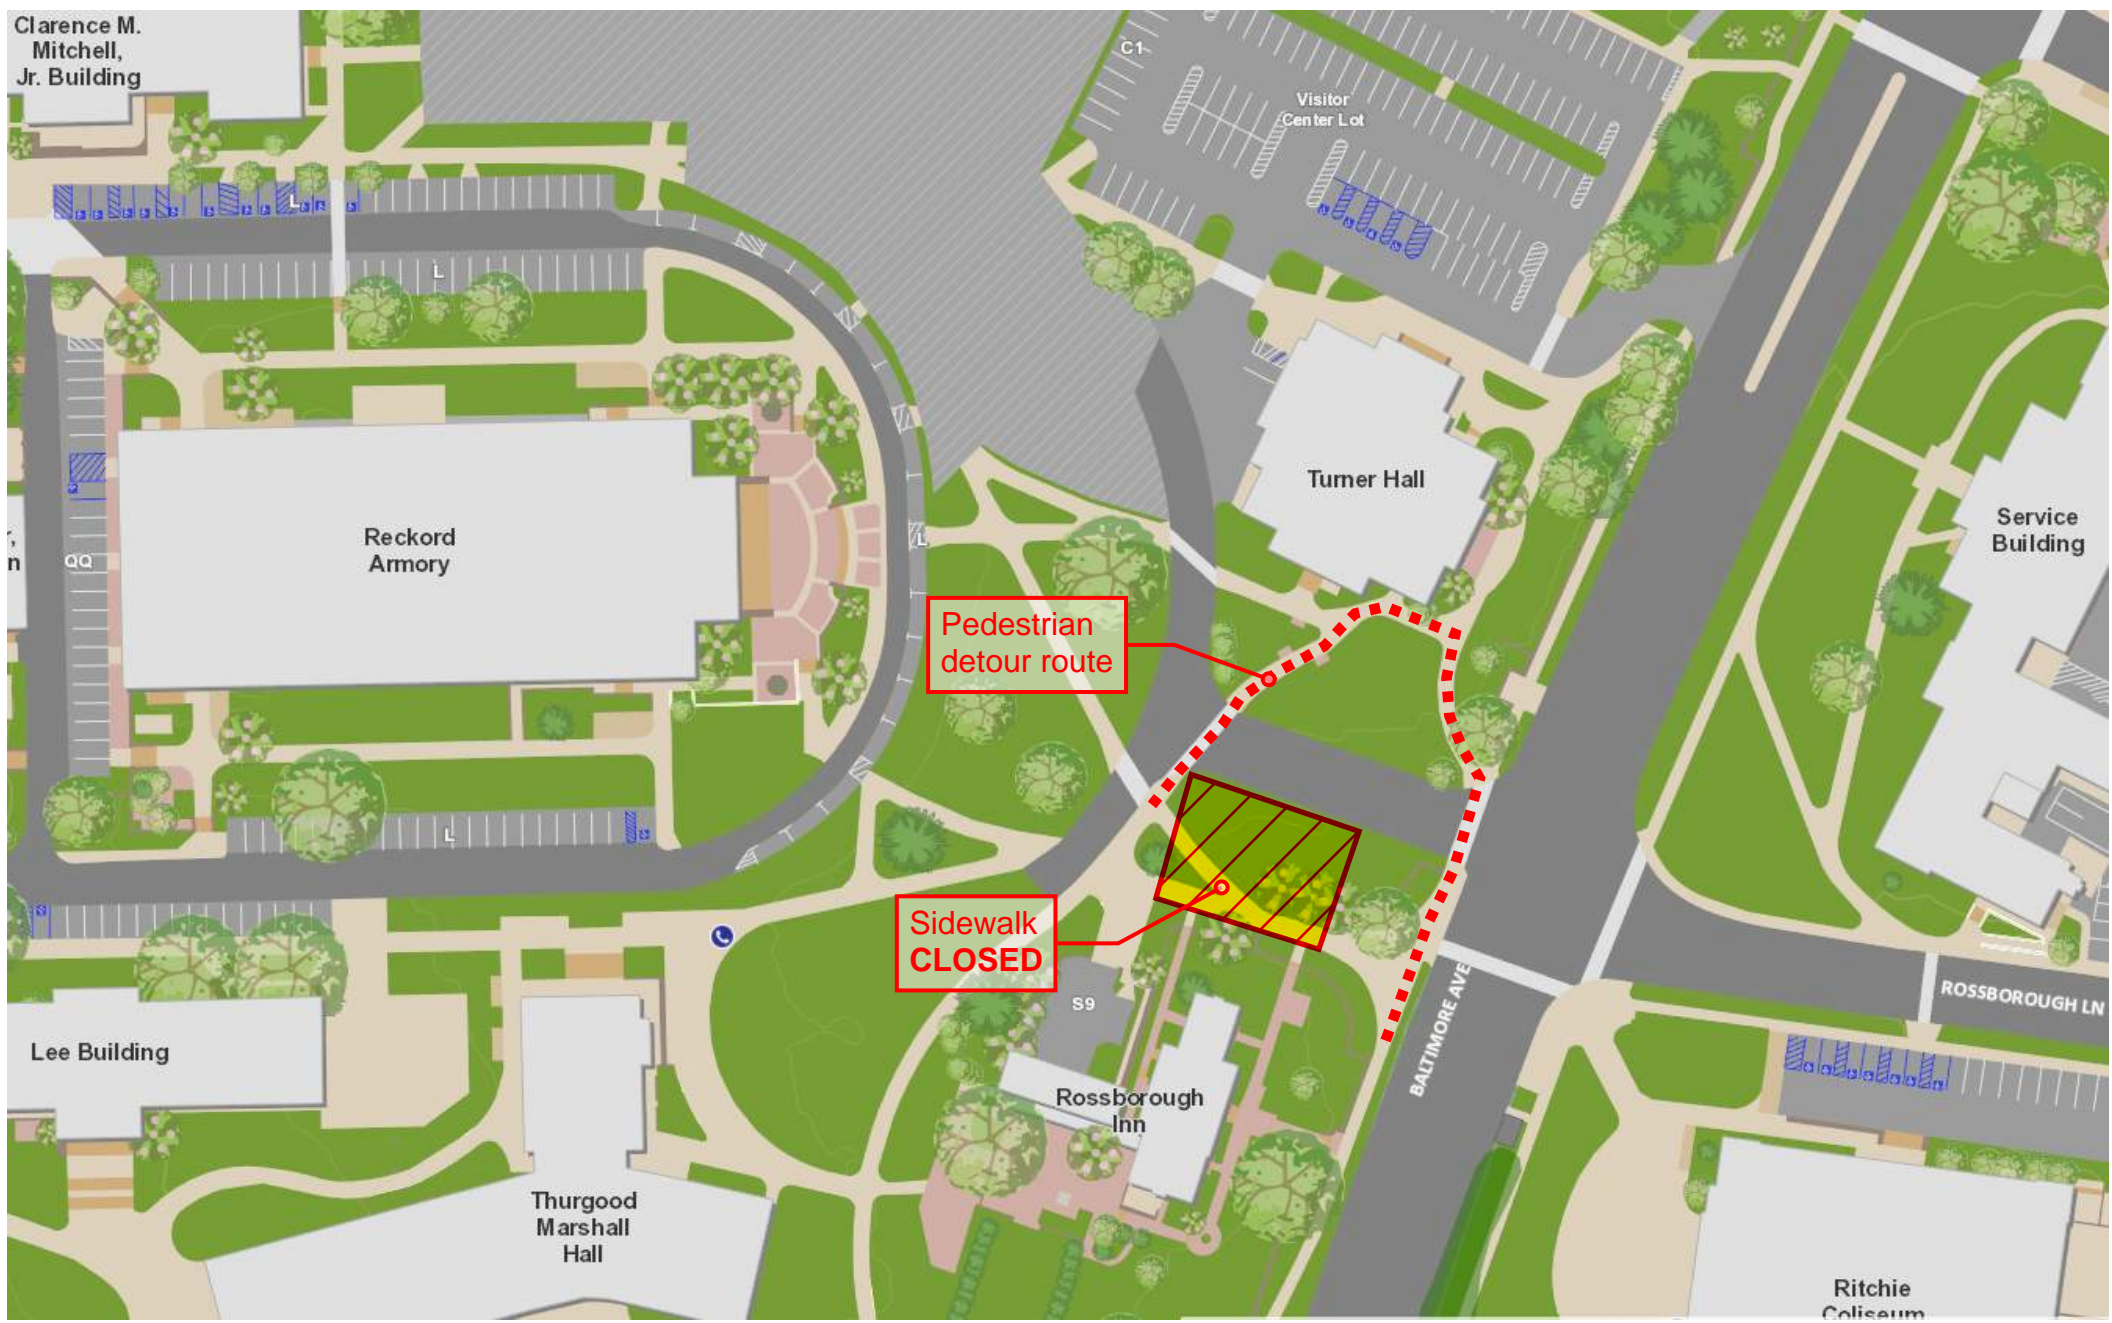 Clarence M.
Mitchell,
Jr. Building
C1
Visitor
Center Lot
L
L
Turner Hall
Service
Building
Reckord
Armory
QQ
L
n
Pedestrian
detour route
L
Sidewalk
CLOSED
S9
BALTIMORE AVE
ROSSBOROUGH LN
Lee Building
Rossborough
Inn
Thurgood
Marshall
Hall
Ritchie
Coliseum